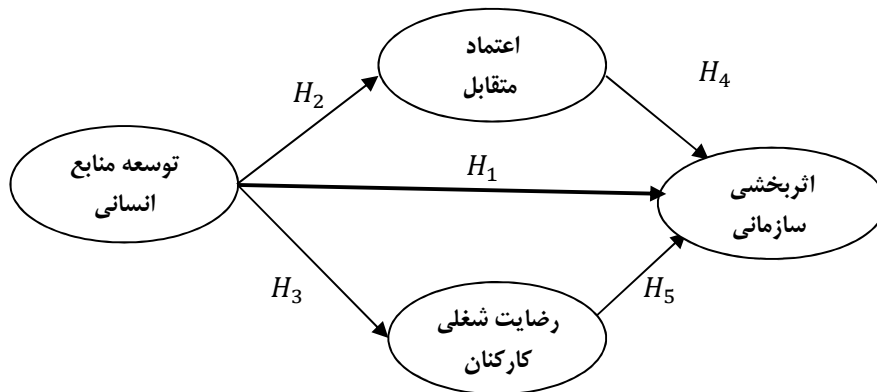 اعتماد
متقابل
H₂
H₄
توسعه منابع
انسانی
H₁
اثربخشی
سازمانی
H₃
H₅
رضایت شغلی
کارکنان